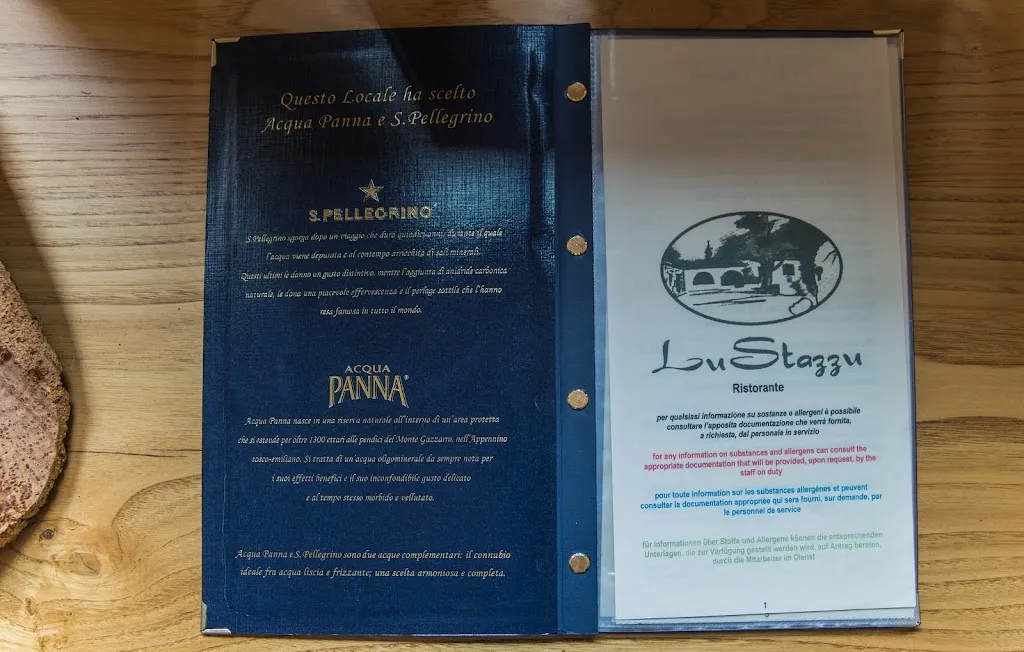 Questo Locale ha scelto
Acqua Panna e S.Pellegrino
S.PELLEGRINO
S.Pellegrino sgorga dopo un viaggio che dura quindici anni, durante il quale
l'acqua viene depurata e al contempo arricchita di sali minerali.
Questi ultimi le danno un gusto distintivo, mentre l'aggiunta di anidride carbonica
naturale, le dona una piacevole effervescenza e il perlage sottile che l'hanno
resa famosa in tutto il mondo.
ACQUA
PANNA®
Acqua Panna nasce in una riserva naturale all'interno di un'area protetta
che si estende per oltre 1300 ettari alle pendici del Monte Gazzarro, nell'Appennino
tosco-emiliano. Si tratta di un'acqua oligominerale da sempre nota per
i suoi effetti benefici e il suo inconfondibile gusto delicato
e al tempo stesso morbido e vellutato.
Acqua Panna e S.Pellegrino sono due acque complementari: il connubio
ideale fra acqua liscia e frizzante; una scelta armoniosa e completa.
Lu Stazzu
Ristorante
per qualsiasi informazione su sostanze e allergeni è possibile
consultare l'apposita documentazione che verrà fornita,
a richiesta, dal personale in servizio
for any information on substances and allergens can consult the
appropriate documentation that will be provided, upon request, by the
staff on duty
pour toute information sur les substances allergènes et peuvent
consulter la documentation appropriée qui sera fourni, sur demande, par
le personnel de service
für informationen über Stoffe und Allergene können die entsprechenden
Unterlagen, die zur Verfügung gestellt werden wird, auf Antrag beraten,
durch die Mitarbeiter im Dienst
1